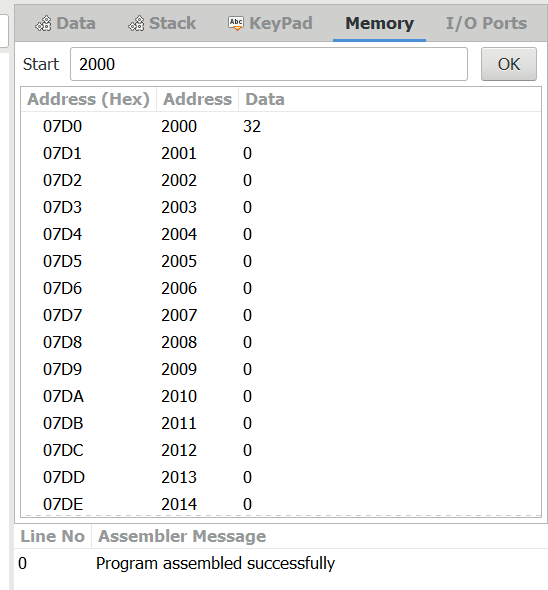 Data Stack Abc KeyPad Memory I/O Ports
Start 2000 OK
Address (Hex) Address Data
07D0 2000 32
07D1 2001 0
07D2 2002 0
07D3 2003 0
07D4 2004 0
07D5 2005 0
07D6 2006 0
07D7 2007 0
07D8 2008 0
07D9 2009 0
07DA 2010 0
07DB 2011 0
07DC 2012 0
07DD 2013 0
07DE 2014 0
Line No Assembler Message
0 Program assembled successfully